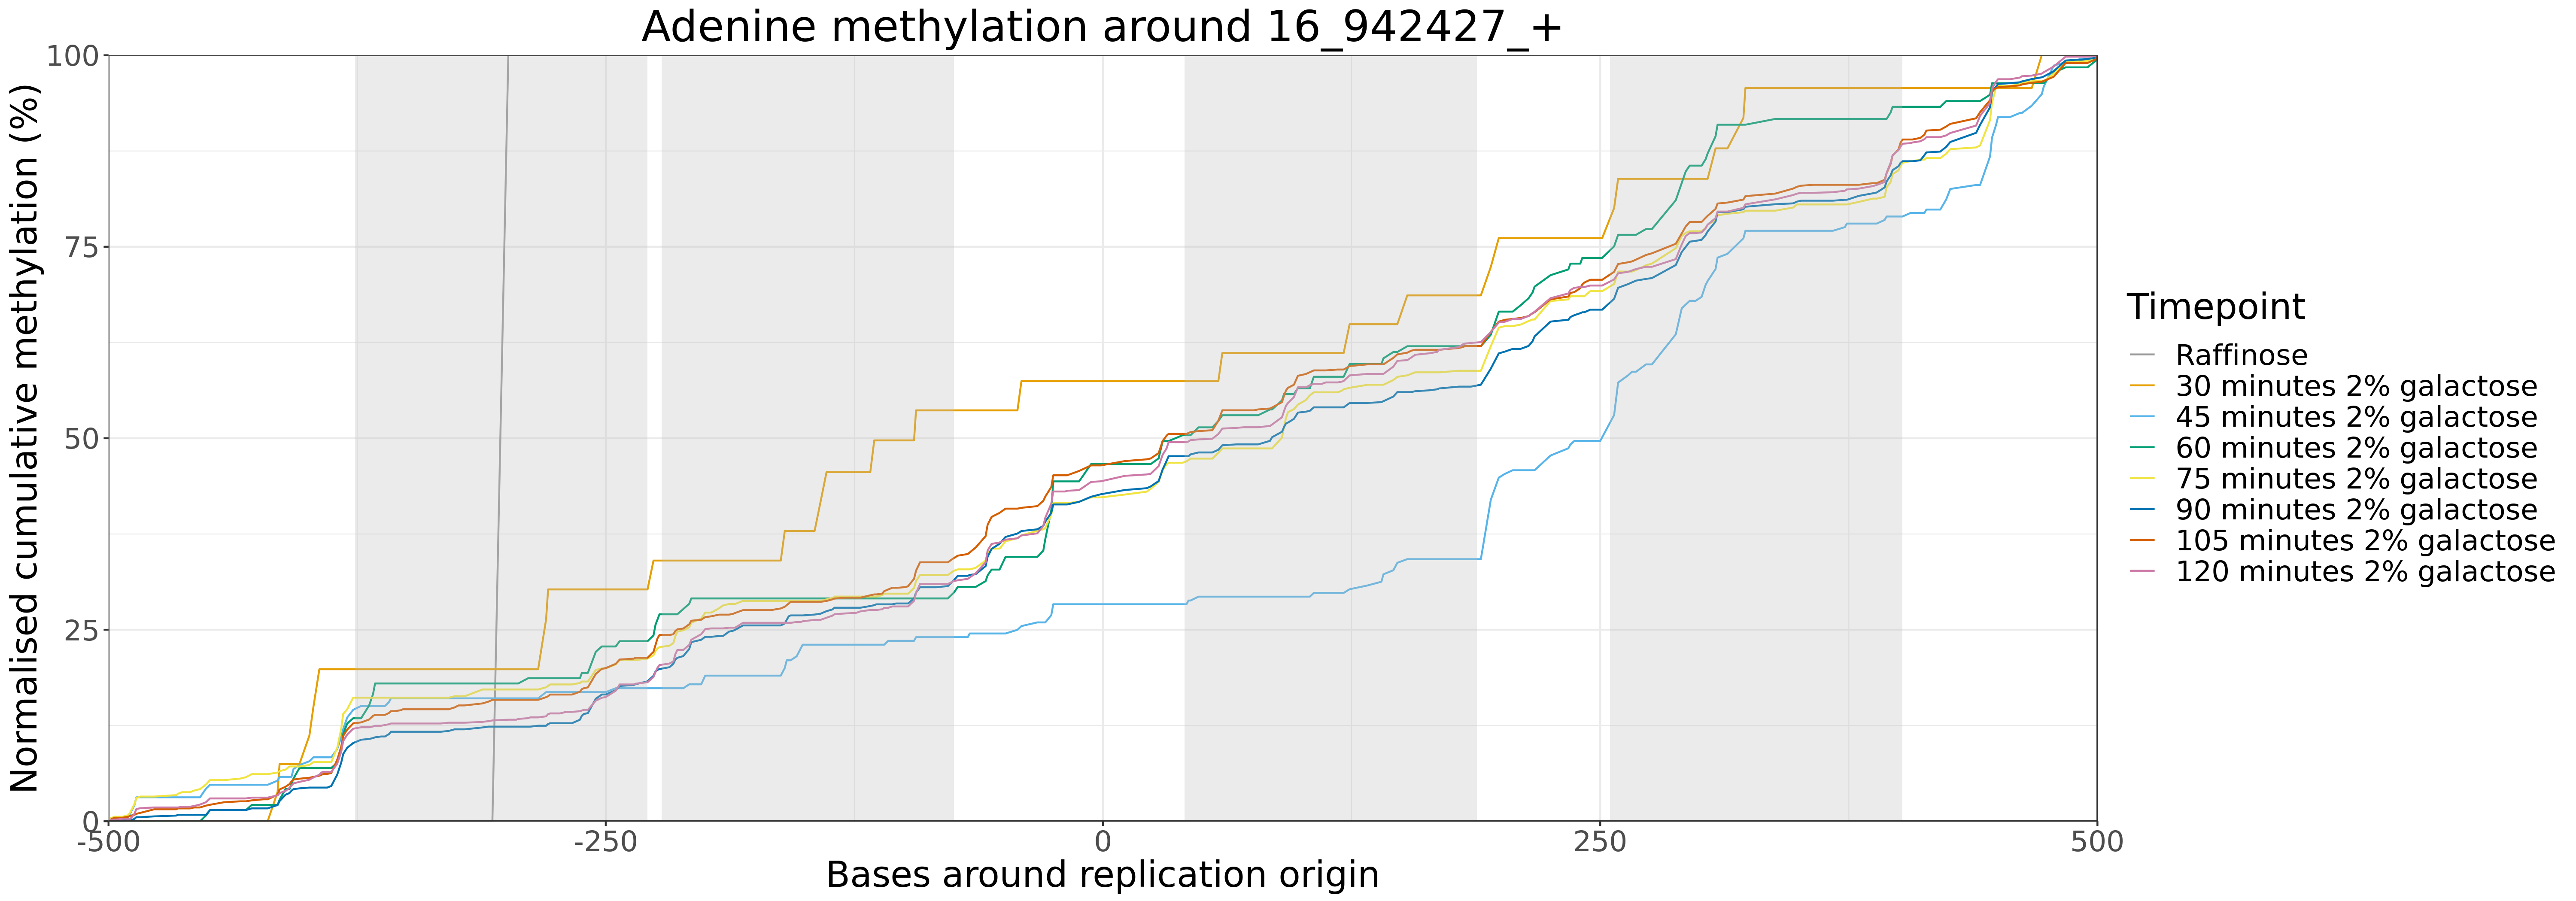 Adenine methylation around 16_942427_+
Normalised cumulative methylation (%)
100
75
50
25
0
-500
-250
0
250
500
Bases around replication origin
Timepoint
Raffinose
30 minutes 2% galactose
45 minutes 2% galactose
60 minutes 2% galactose
75 minutes 2% galactose
90 minutes 2% galactose
105 minutes 2% galactose
120 minutes 2% galactose